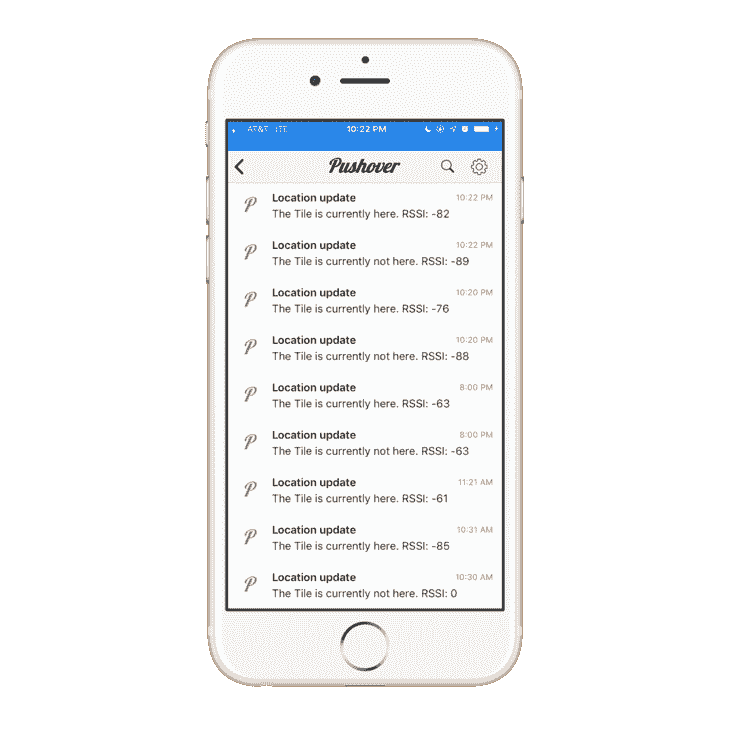 AT&T LTE 10:22 PM
Pushover
Location update 10:22 PM
The Tile is currently here. RSSI: -82
Location update 10:22 PM
The Tile is currently not here. RSSI: -89
Location update 10:20 PM
The Tile is currently here. RSSI: -76
Location update 10:20 PM
The Tile is currently not here. RSSI: -88
Location update 8:00 PM
The Tile is currently here. RSSI: -63
Location update 8:00 PM
The Tile is currently not here. RSSI: -63
Location update 11:21 AM
The Tile is currently here. RSSI: -61
Location update 10:31 AM
The Tile is currently here. RSSI: -85
Location update 10:30 AM
The Tile is currently not here. RSSI: 0